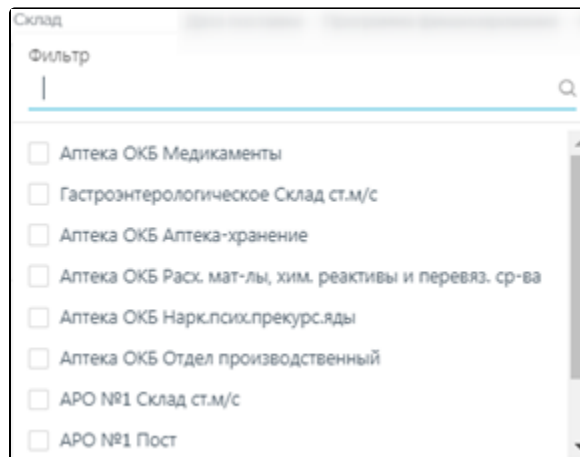 Склад
Фильтр
Аптека ОКБ Медикаменты
Гастроэнтерологическое Склад ст.м/с
Аптека ОКБ Аптека-хранение
Аптека ОКБ Расх. мат-лы, хим. реактивы и перевяз. ср-ва
Аптека ОКБ Нарк.псих.прекурс.яды
Аптека ОКБ Отдел производственный
АРО №1 Склад ст.м/с
АРО №1 Пост